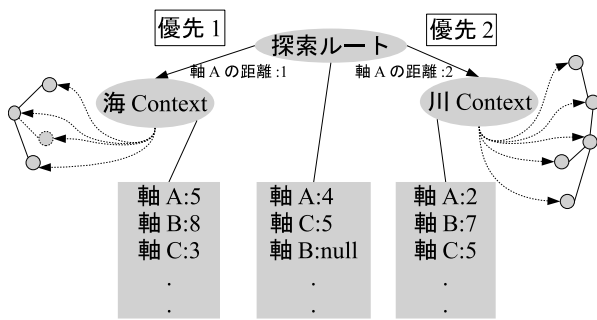 優先 1
探索ルート
優先 2
軸 A の距離 :1
軸 A の距離 :2
海 Context
川 Context
軸 A:5
軸 B:8
軸 C:3
.
.
軸 A:4
軸 C:5
軸 B:null
.
.
軸 A:2
軸 B:7
軸 C:5
.
.